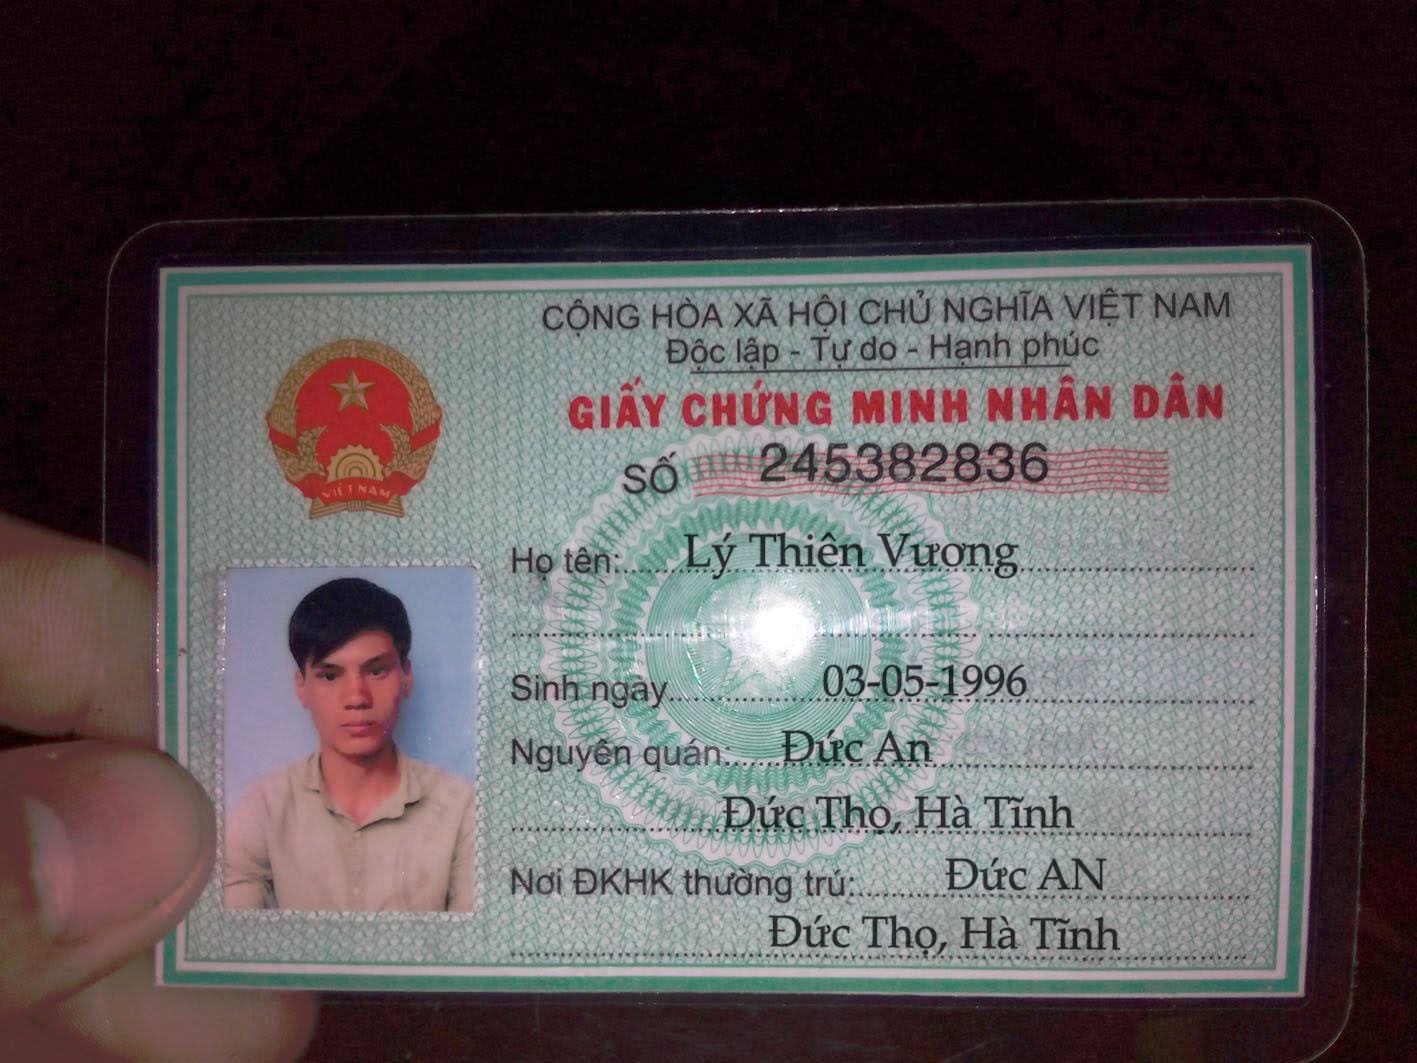 CỘNG HÒA XÃ HỘI CHỦ NGHĨA VIỆT NAM
Độc lập - Tự do - Hạnh phúc
GIẤY CHỨNG MINH NHÂN DÂN
SỐ 245382836
VIỆT NAM
Họ tên: Lý Thiên Vương
Sinh ngày 03-05-1996
Nguyên quán: Đức An
Đức Thọ, Hà Tĩnh
Nơi ĐKHK thường trú: Đức AN
Đức Thọ, Hà Tĩnh